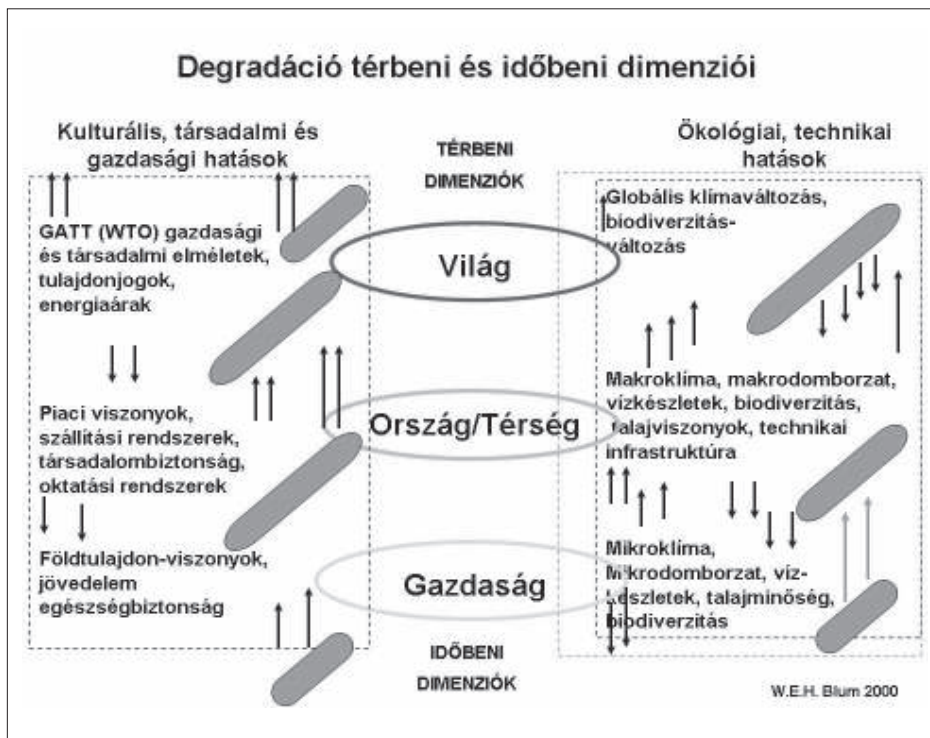 Degradáció térbeni és időbeni dimenziói
Kulturális, társadalmi és
gazdasági hatások
GATT (WTO) gazdasági
és társadalmi elméletek,
tulajdonjogok,
energiaárak
Piaci viszonyok,
szállítási rendszerek,
társadalombiztonság,
oktatási rendszerek
Földtulajdon-viszonyok,
jövedelem
egészségbiztonság
TÉRBENI
DIMENZIÓK
Világ
Ország/Térség
Gazdaság
IDŐBENI
DIMENZIÓK
Ökológiai, technikai
hatások
Globális klímaváltozás,
biodiverzitás-
változás
Makroklíma, makrodomborzat,
vízkészletek, biodiverzitás,
talajviszonyok, technikai
infrastruktúra
Mikroklíma,
Mikrodomborzat, víz-
készletek, talajminőség,
biodiverzitás
W.E.H. Blum 2000